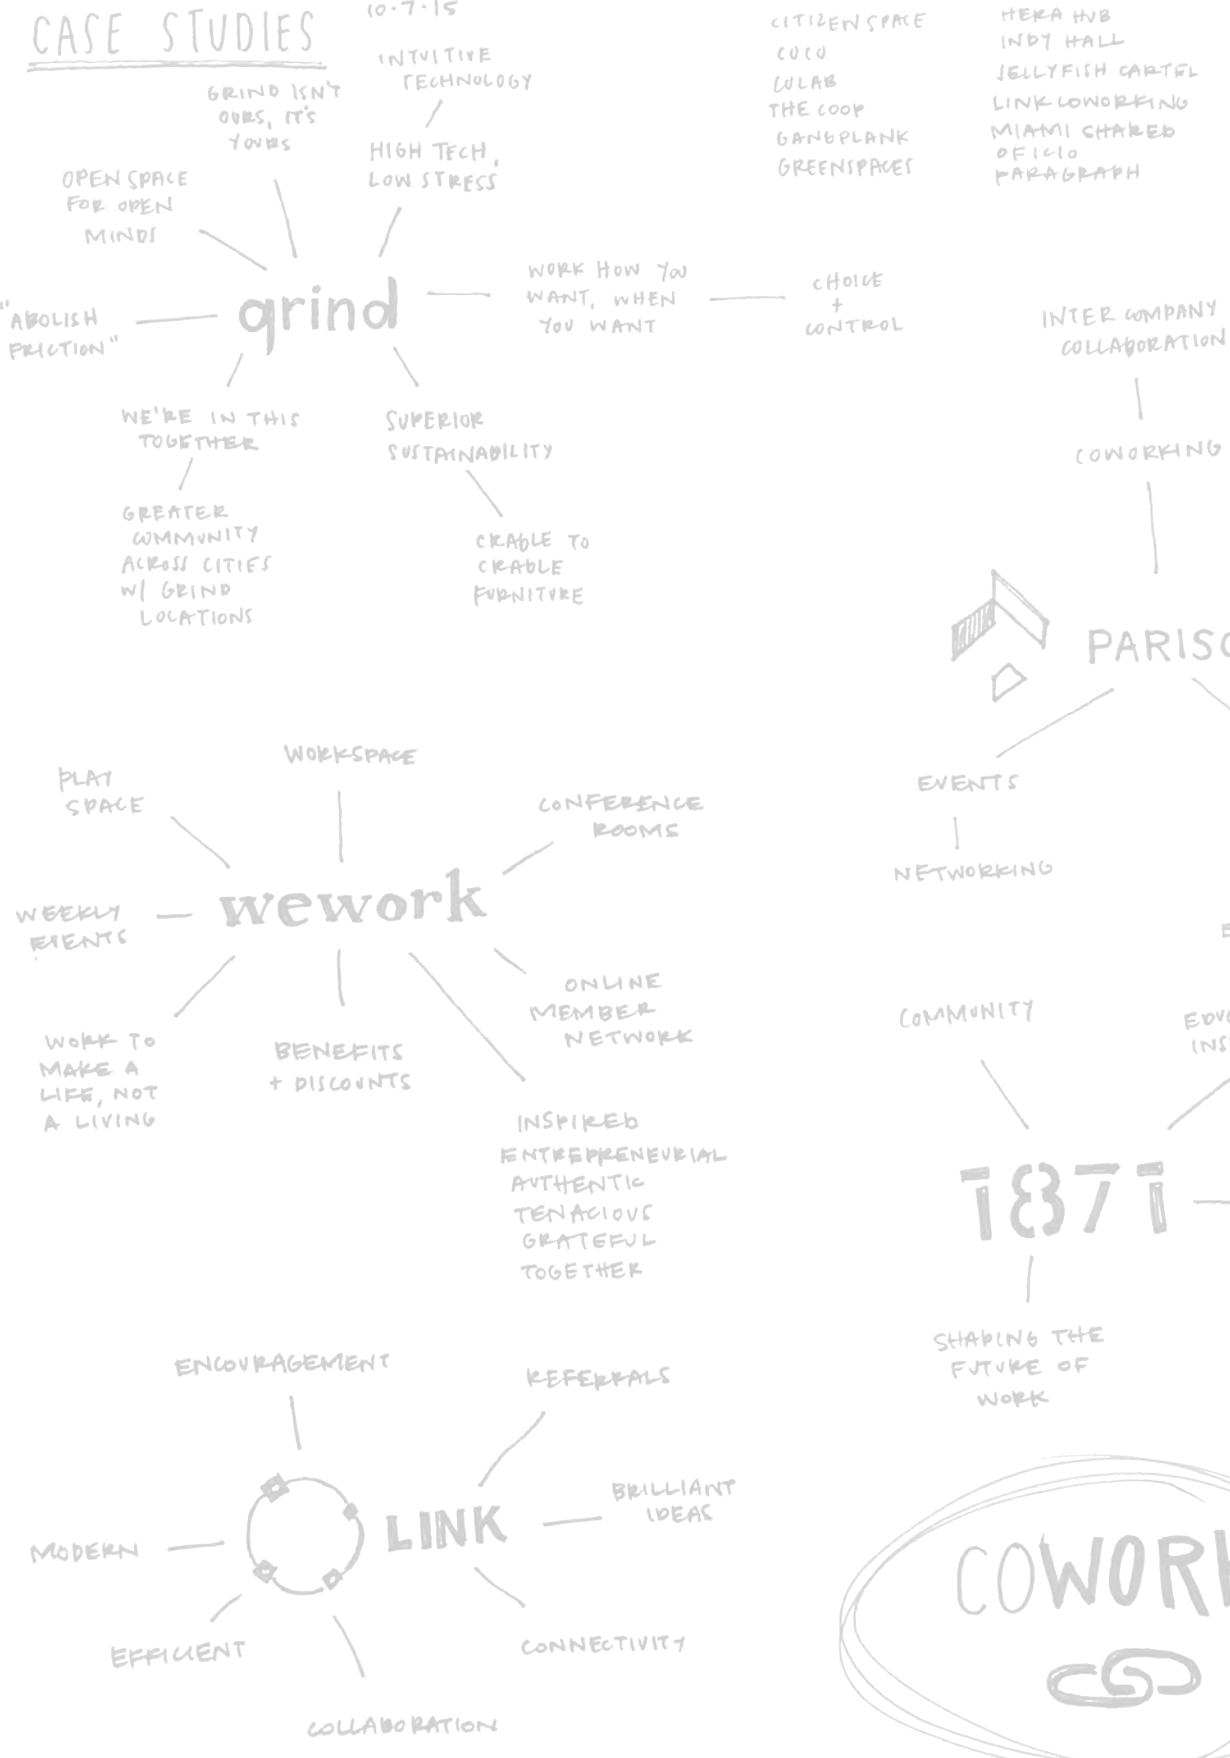 CASE STUDIES
10.7.15
INTUITIVE
TECHNOLOGY
GRIND ISN'T
OURS, IT'S
YOURS
HIGH TECH,
LOW STRESS
OPEN SPACE
FOR OPEN
MINDS
"ABOLISH
FRICTION"
grind
WORK HOW YOU
WANT, WHEN
YOU WANT
CHOICE
+
CONTROL
WE'RE IN THIS
TOGETHER
GREATER
COMMUNITY
ACROSS CITIES
W/ GRIND
LOCATIONS
SUPERIOR
SUSTAINABILITY
CRADLE TO
CRADLE
FURNITURE
CITIZEN SPACE
COCO
COLAB
THE COOP
GANGPLANK
GREENSPACES
HERA HUB
INDY HALL
JELLYFISH CARTEL
LINK COWORKING
MIAMI SHARED
OFICIO
PARAGRAPH
INTER COMPANY
COLLABORATION
COWORKING
PARISO
EVENTS
NETWORKING
WORKSPACE
PLAY
SPACE
CONFERENCE
ROOMS
wework
WEEKLY
EVENTS
WORK TO
MAKE A
LIFE, NOT
A LIVING
BENEFITS
+ DISCOUNTS
ONLINE
MEMBER
NETWORK
INSPIRED
ENTREPRENEURIAL
AUTHENTIC
TENACIOUS
GRATEFUL
TOGETHER
COMMUNITY
EDUC
INS
1871
SHAPING THE
FUTURE OF
WORK
ENCOURAGEMENT
REFERRALS
BRILLIANT
IDEAS
LINK
MODERN
EFFICIENT
CONNECTIVITY
COLLABORATION
COWORK